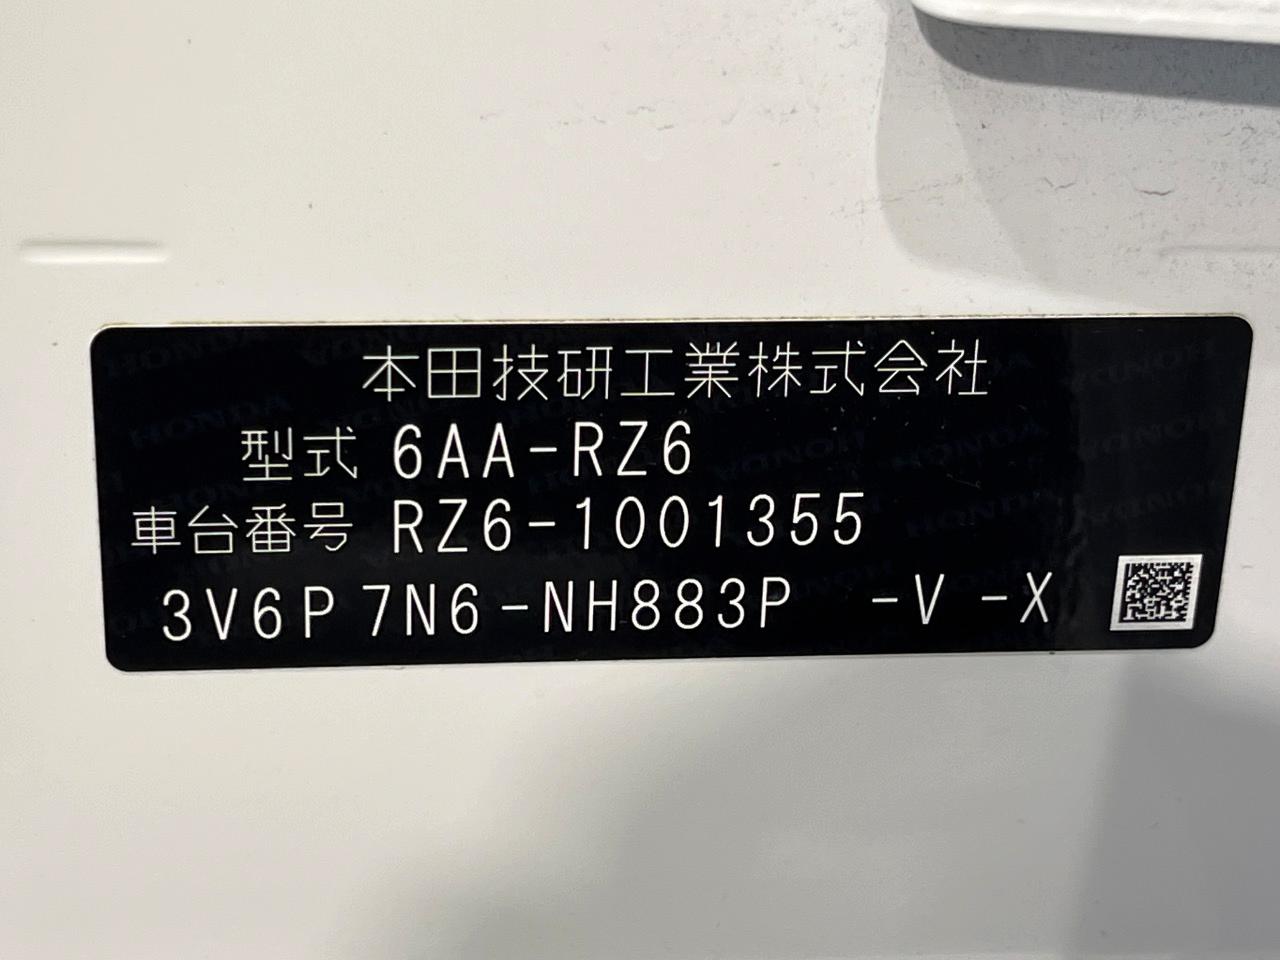 本田技研工業株式会社
型式 6AA-RZ6
車台番号 RZ6-1001355
3V6P 7N6-NH883P -V -X